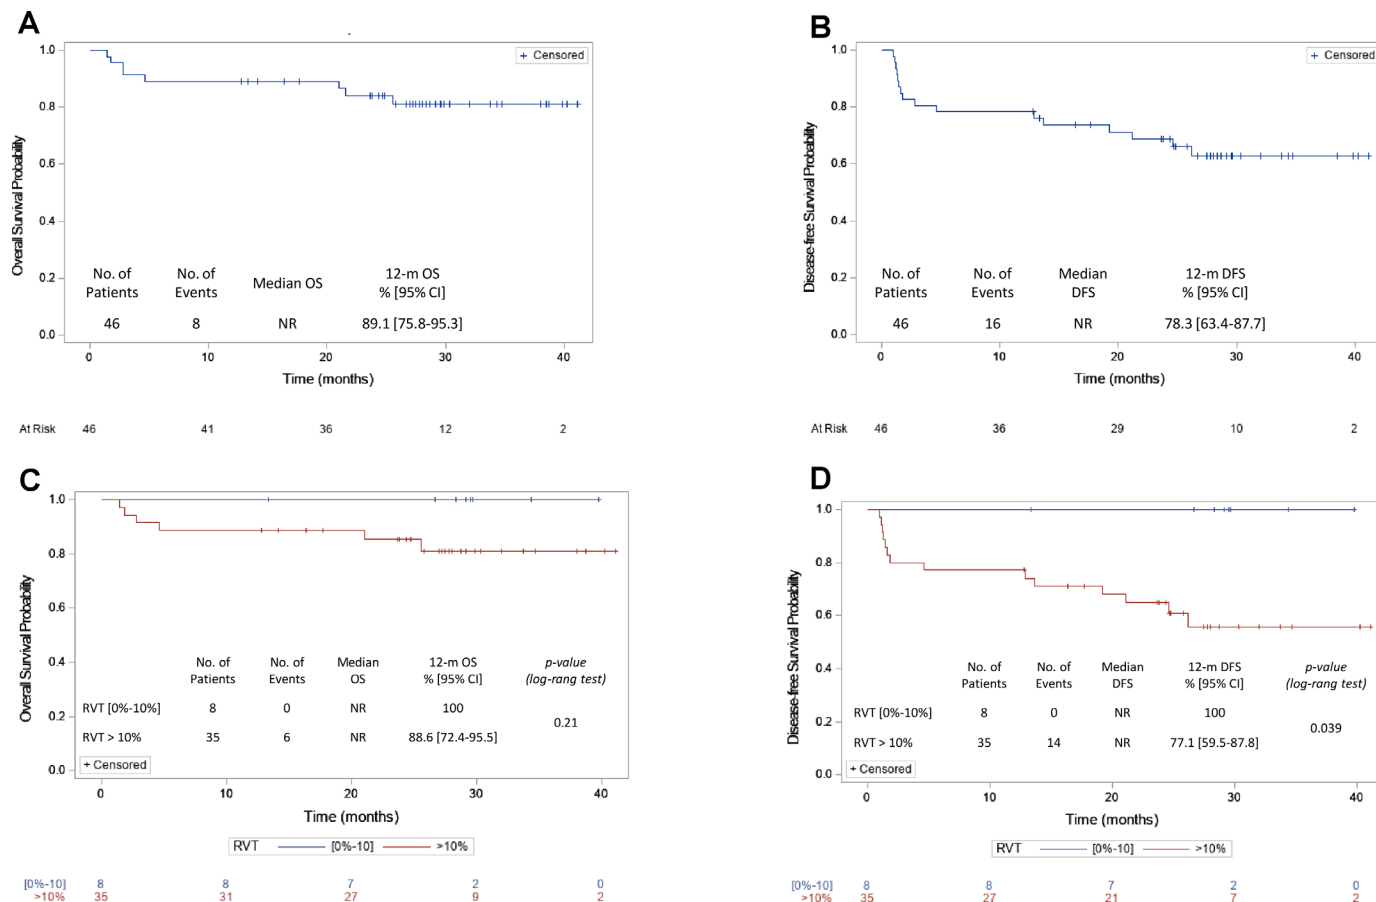 A
1.0
+ Censored
0.8
0.6
0.4
0.2
0.0
Overall Survival Probability
No. of Patients
No. of Events
Median OS
12-m OS % [95% CI]
46 8 NR 89.1 [75.8-95.3]
0 10 20 30 40
Time (months)
At Risk 46 41 36 12 2
B
1.0
+ Censored
0.8
0.6
0.4
0.2
0.0
Disease-free Survival Probability
No. of Patients
No. of Events
Median DFS
12-m DFS % [95% CI]
46 16 NR 78.3 [63.4-87.7]
0 10 20 30 40
Time (months)
At Risk 46 36 29 10 2
C
1.0
0.8
0.6
0.4
0.2
0.0
Overall Survival Probability
No. of Patients
No. of Events
Median OS
12-m OS % [95% CI]
p-value (log-rang test)
RVT [0%-10%] 8 0 NR 100
0.21
RVT > 10% 35 6 NR 88.6 [72.4-95.5]
+ Censored
0 10 20 30 40
Time (months)
RVT [0%-10] >10%
[0%-10] 8 8 7 2 0
>10% 35 31 27 9 2
D
1.0
0.8
0.6
0.4
0.2
0.0
Disease-free Survival Probability
No. of Patients
No. of Events
Median DFS
12-m DFS % [95% CI]
p-value (log-rang test)
RVT [0%-10%] 8 0 NR 100
0.039
RVT > 10% 35 14 NR 77.1 [59.5-87.8]
+ Censored
0 10 20 30 40
Time (months)
RVT [0%-10] >10%
[0%-10] 8 8 7 2 0
>10% 35 27 21 7 2